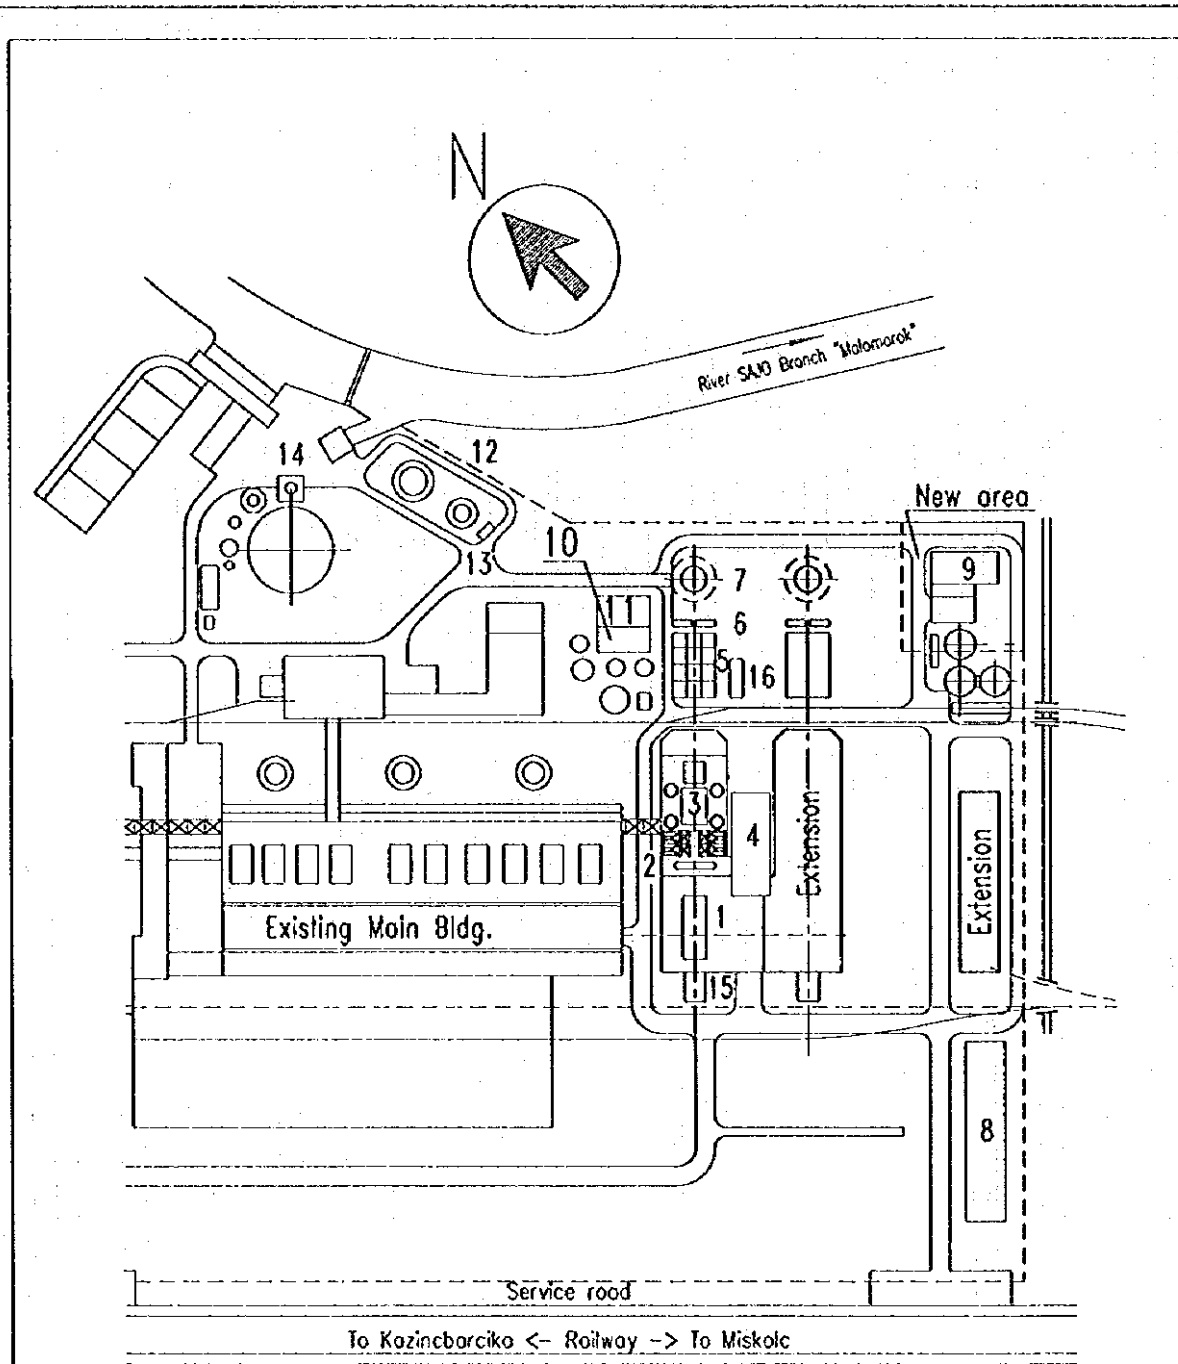 N
River SAJO Branch "Malomarok"
12
14
New area
10
13
7
9
11
6
5
16
3
Extension
4
2
Extension
Existing Main Bldg.
1
15
8
Service road
To Kazincbarcika <- Railway -> To Miskolc